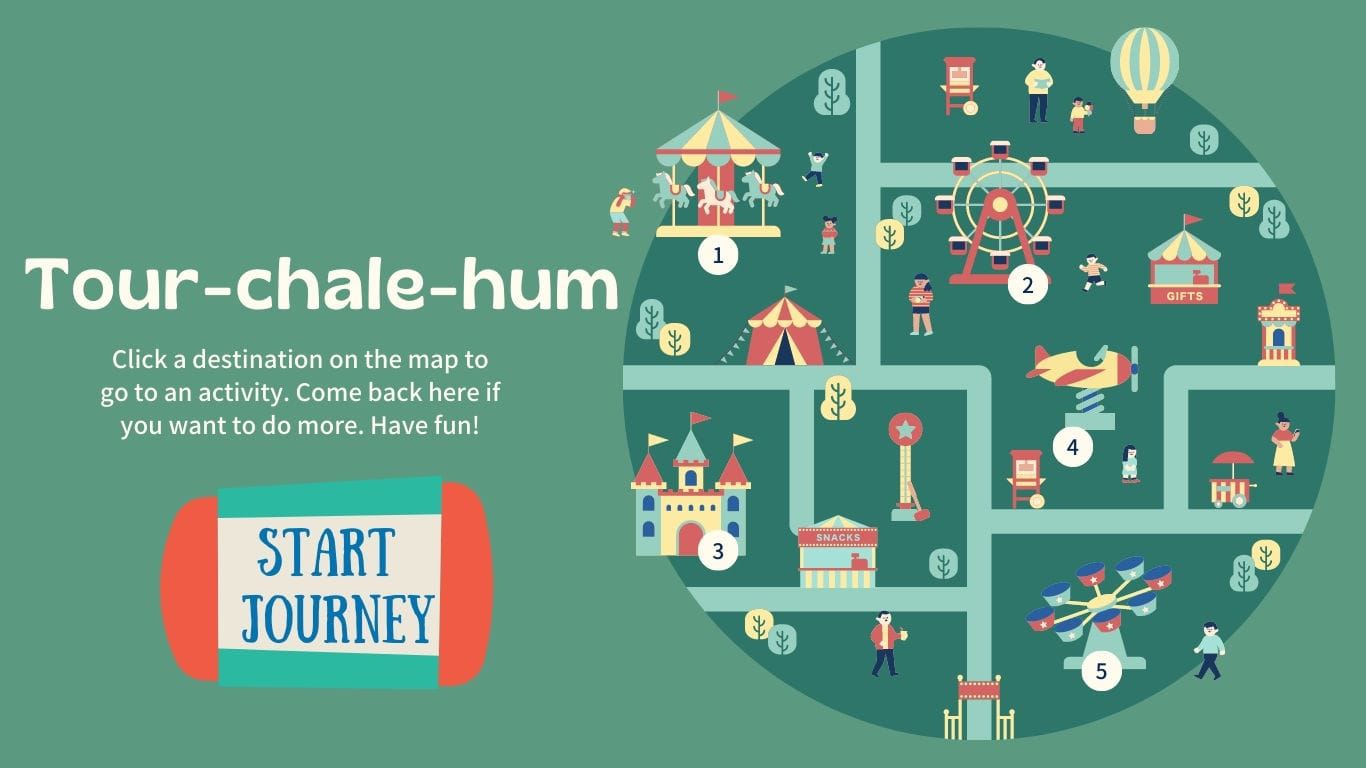 Tour-chale-hum
Click a destination on the map to
go to an activity. Come back here if
you want to do more. Have fun!
START
JOURNEY
1
2
GIFTS
4
3
SNACKS
5